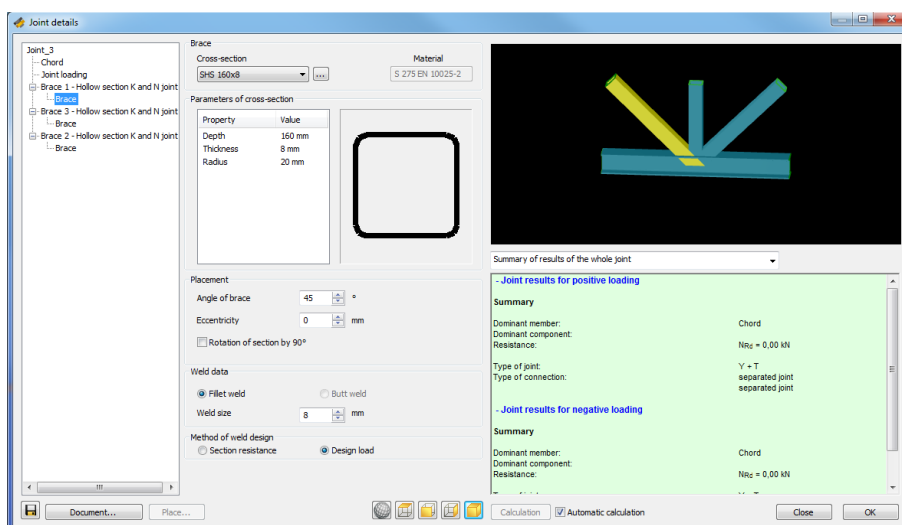 Joint details
Joint_3
Chord
Joint loading
Brace 1 - Hollow section K and N joint
Brace
Brace 3 - Hollow section K and N joint
Brace
Brace 2 - Hollow section K and N joint
Brace
Document...
Place...
Brace
Cross-section
Material
SHS 160x8
...
S 275 EN 10025-2
Parameters of cross-section
Property Value
Depth 160 mm
Thickness 8 mm
Radius 20 mm
Placement
Angle of brace 45 °
Eccentricity 0 mm
Rotation of section by 90°
Weld data
Fillet weld Butt weld
Weld size 8 mm
Method of weld design
Section resistance Design load
Summary of results of the whole joint
- Joint results for positive loading
Summary
Dominant member: Chord
Dominant component:
Resistance: NRd = 0,00 kN
Type of joint: Y + T
Type of connection: separated joint
separated joint
- Joint results for negative loading
Summary
Dominant member: Chord
Dominant component:
Resistance: NRd = 0,00 kN
Calculation Automatic calculation Close OK